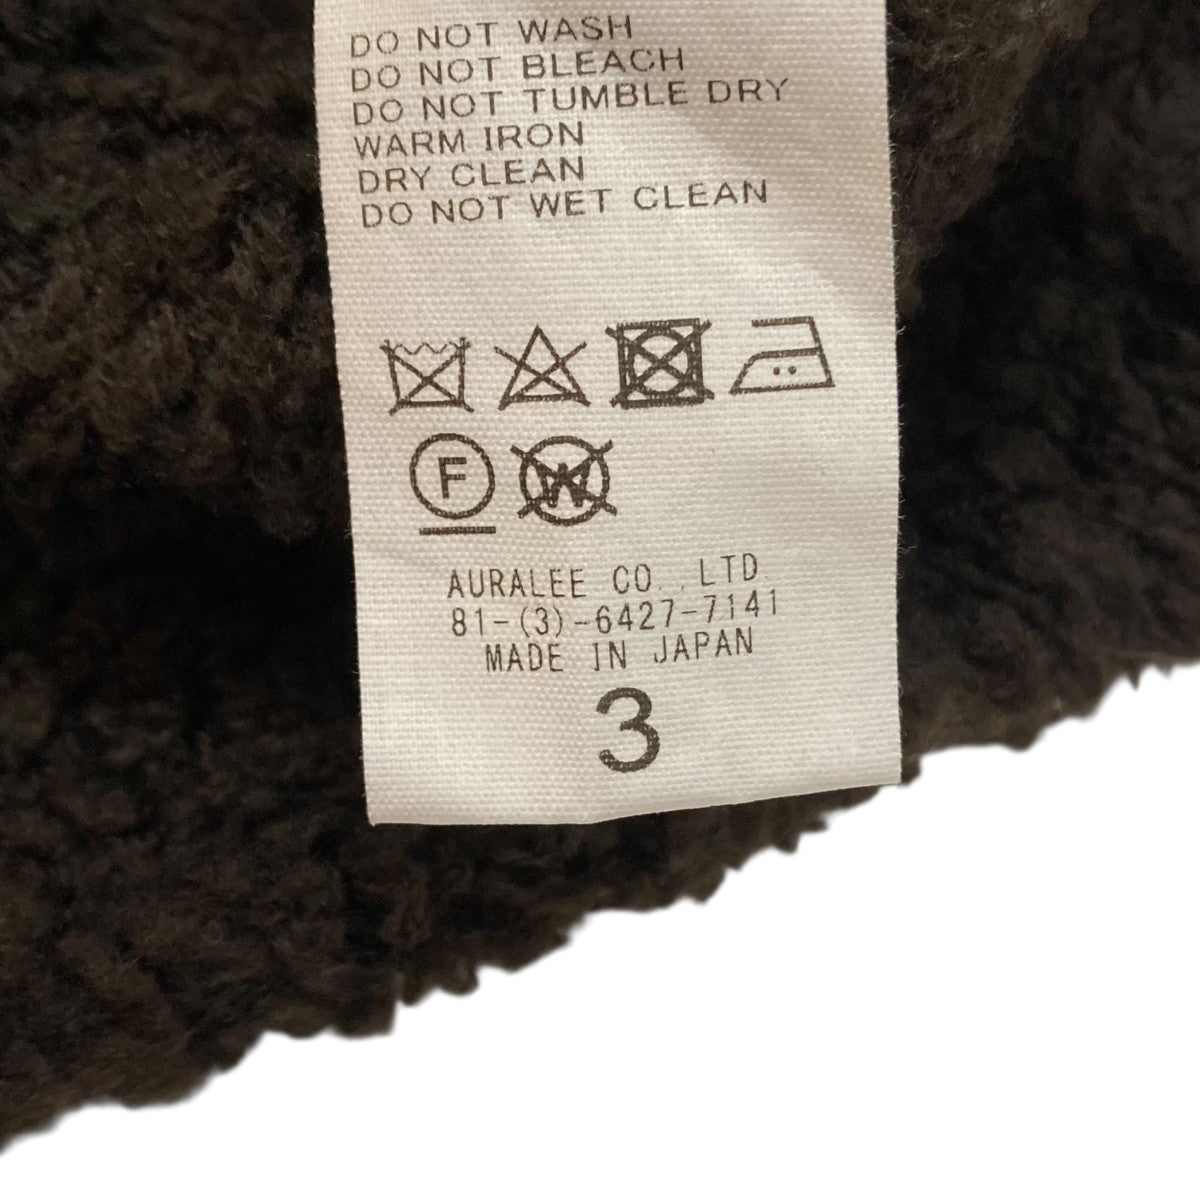 DO NOT WASH
DO NOT BLEACH
DO NOT TUMBLE DRY
WARM IRON
DRY CLEAN
DO NOT WET CLEAN
F W
AURALEE CO., LTD.
81-(3)-6427-7141
MADE IN JAPAN
3